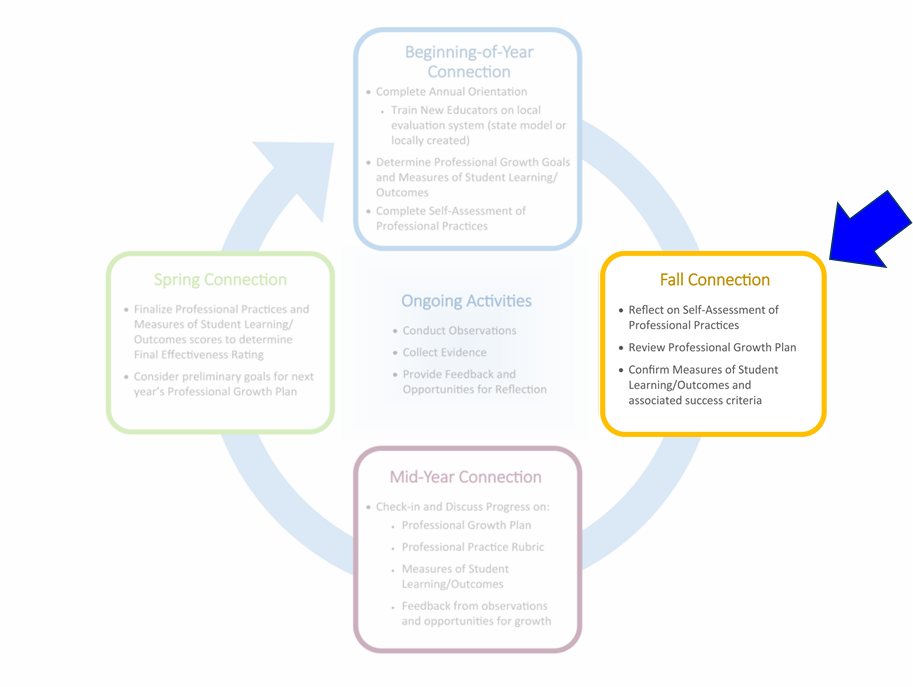 Beginning-of-Year
Connection
• Complete Annual Orientation
• Train New Educators on local
evaluation system (state model or
locally created)
• Determine Professional Growth Goals
and Measures of Student Learning/
Outcomes
• Complete Self-Assessment of
Professional Practices
Fall Connection
• Reflect on Self-Assessment of
Professional Practices
• Review Professional Growth Plan
• Confirm Measures of Student
Learning/Outcomes and
associated success criteria
Mid-Year Connection
• Check-in and Discuss Progress on:
• Professional Growth Plan
• Professional Practice Rubric
• Measures of Student
Learning/Outcomes
• Feedback from observations
and opportunities for growth
Spring Connection
• Finalize Professional Practices and
Measures of Student Learning/
Outcomes scores to determine
Final Effectiveness Rating
• Consider preliminary goals for next
year's Professional Growth Plan
Ongoing Activities
• Conduct Observations
• Collect Evidence
• Provide Feedback and
Opportunities for Reflection